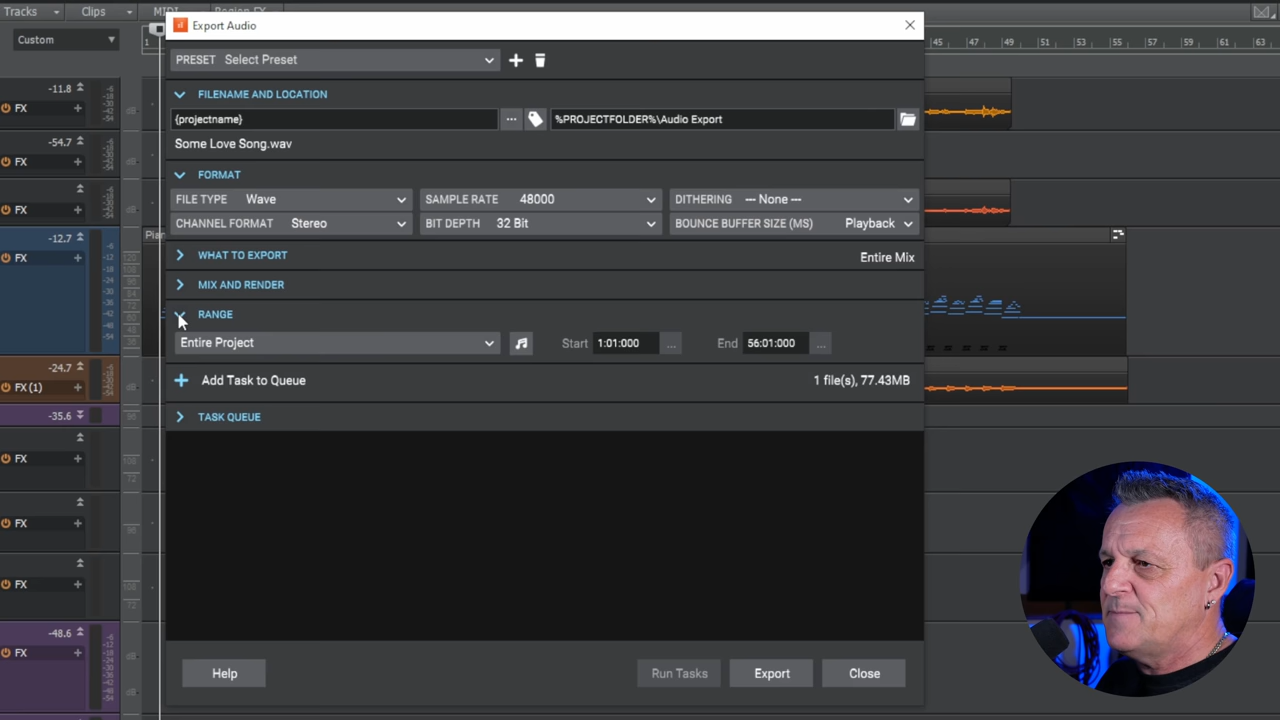 Tracks Clips MIDI Region FX
Custom
1 45 47 49 51 53 55 57 59 61 63
Export Audio
PRESET Select Preset
FILENAME AND LOCATION
{projectname} ... %PROJECTFOLDER%\Audio Export
Some Love Song.wav
FORMAT
FILE TYPE Wave SAMPLE RATE 48000 DITHERING -- None --
CHANNEL FORMAT Stereo BIT DEPTH 32 Bit BOUNCE BUFFER SIZE (MS) Playback
WHAT TO EXPORT Entire Mix
MIX AND RENDER
RANGE
Entire Project Start 1:01:000 ... End 56:01:000 ...
Add Task to Queue 1 file(s), 77.43MB
TASK QUEUE
Help Run Tasks Export Close
-11.8
FX
-54.7
FX
FX
-12.7
FX
-24.7
FX (1)
-35.6
FX
FX
FX
-48.6
FX